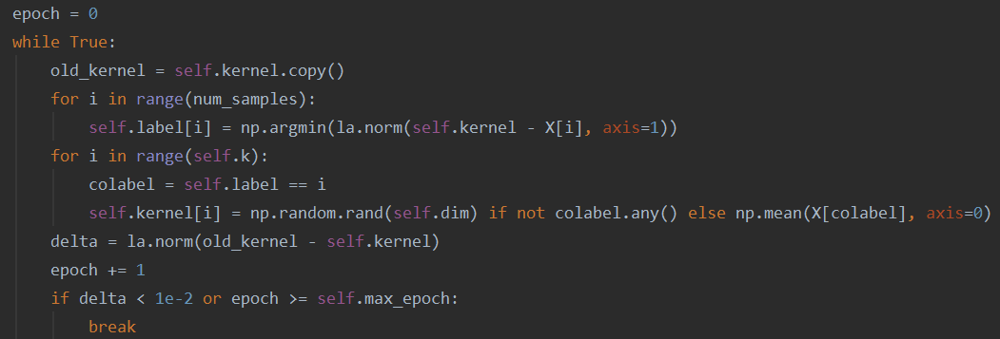 epoch = 0
while True:
    old_kernel = self.kernel.copy()
    for i in range(num_samples):
        self.label[i] = np.argmin(la.norm(self.kernel - X[i], axis=1))
    for i in range(self.k):
        colabel = self.label == i
        self.kernel[i] = np.random.rand(self.dim) if not colabel.any() else np.mean(X[colabel], axis=0)
    delta = la.norm(old_kernel - self.kernel)
    epoch += 1
    if delta < 1e-2 or epoch >= self.max_epoch:
        break